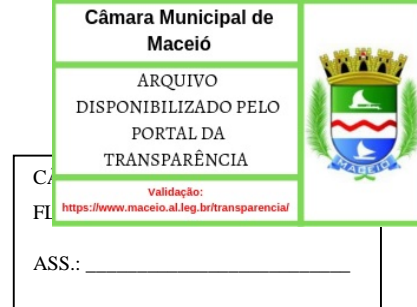 Câmara Municipal de
Maceió
ARQUIVO
DISPONIBILIZADO PELO
PORTAL DA
TRANSPARÊNCIA
Validação:
https://www.maceio.al.leg.br/transparencia/
MACEIÓ
ASS.: ___________________________